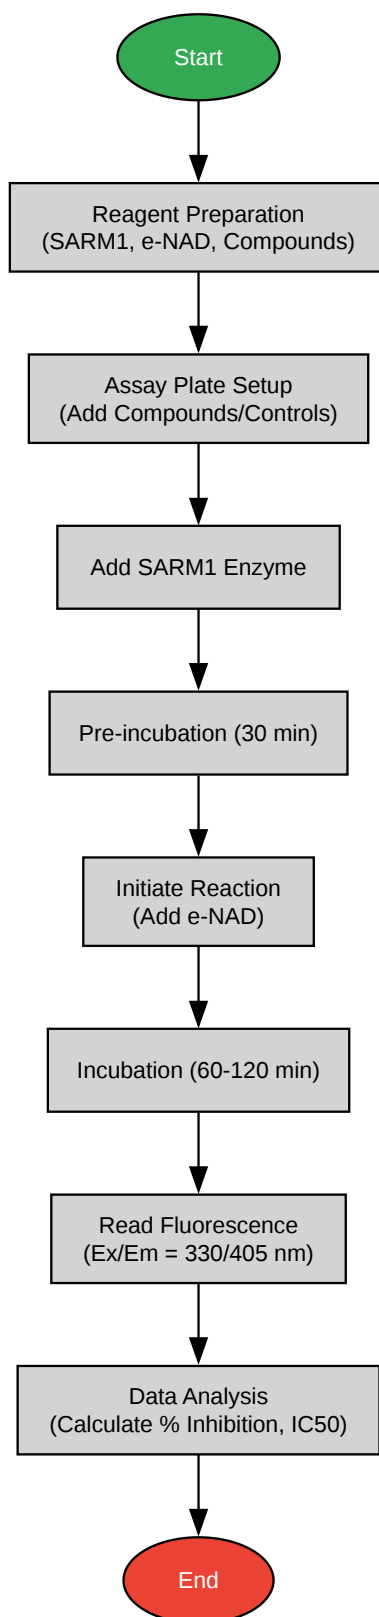 Start
Reagent Preparation
(SARM1, e-NAD, Compounds)
Assay Plate Setup
(Add Compounds/Controls)
Add SARM1 Enzyme
Pre-incubation (30 min)
Initiate Reaction
(Add e-NAD)
Incubation (60-120 min)
Read Fluorescence
(Ex/Em = 330/405 nm)
Data Analysis
(Calculate % Inhibition, IC50)
End